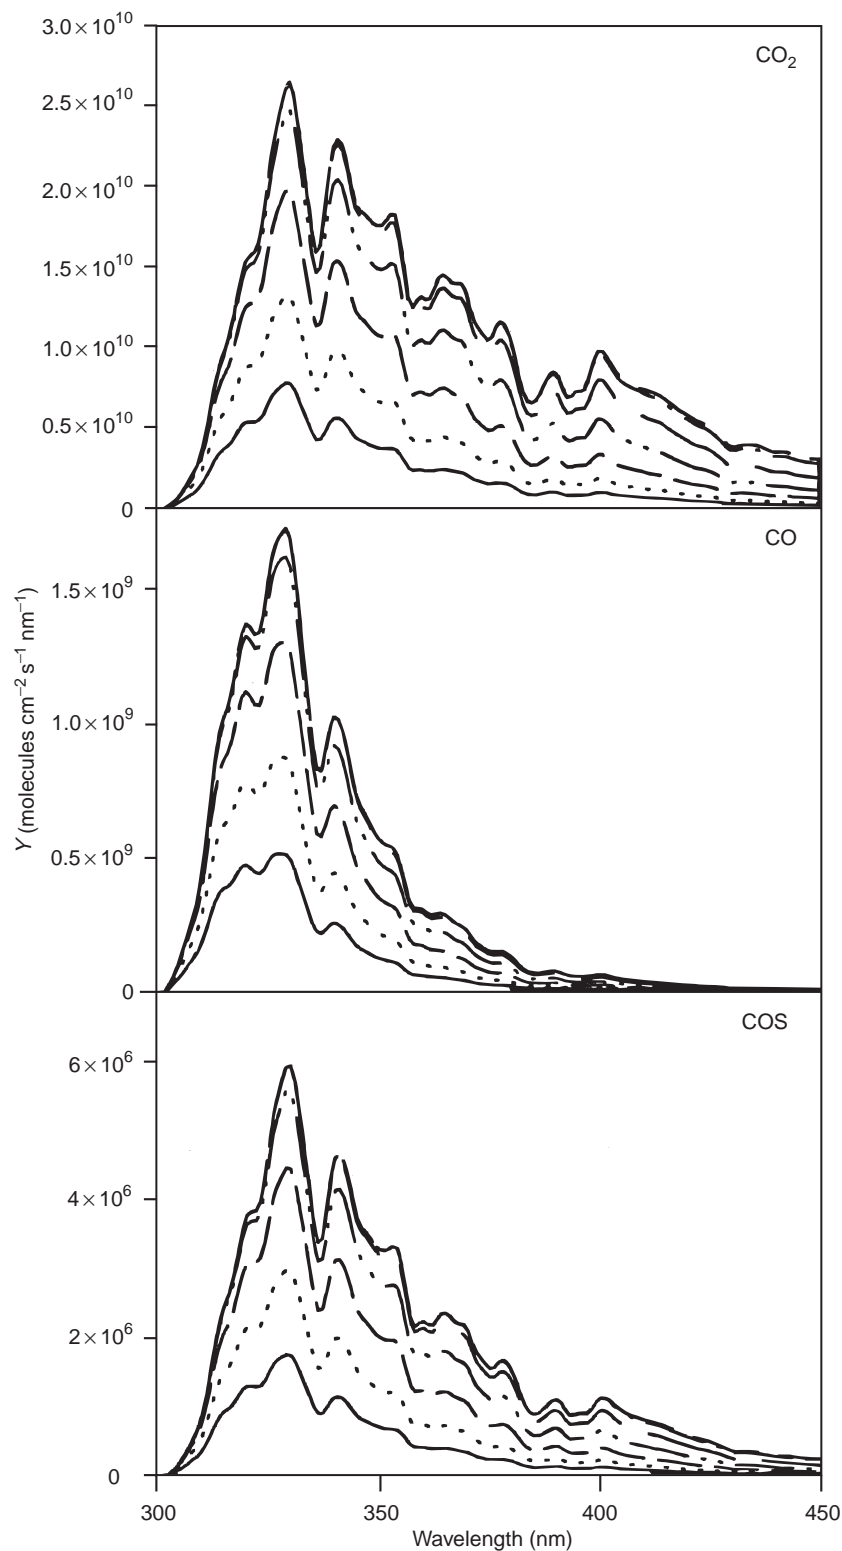 3.0×10¹⁰
CO₂
2.5×10¹⁰
2.0×10¹⁰
1.5×10¹⁰
1.0×10¹⁰
0.5×10¹⁰
0
CO
1.5×10⁹
1.0×10⁹
0.5×10⁹
0
Y (molecules cm⁻² s⁻¹ nm⁻¹)
COS
6×10⁶
4×10⁶
2×10⁶
0
300 350 400 450
Wavelength (nm)